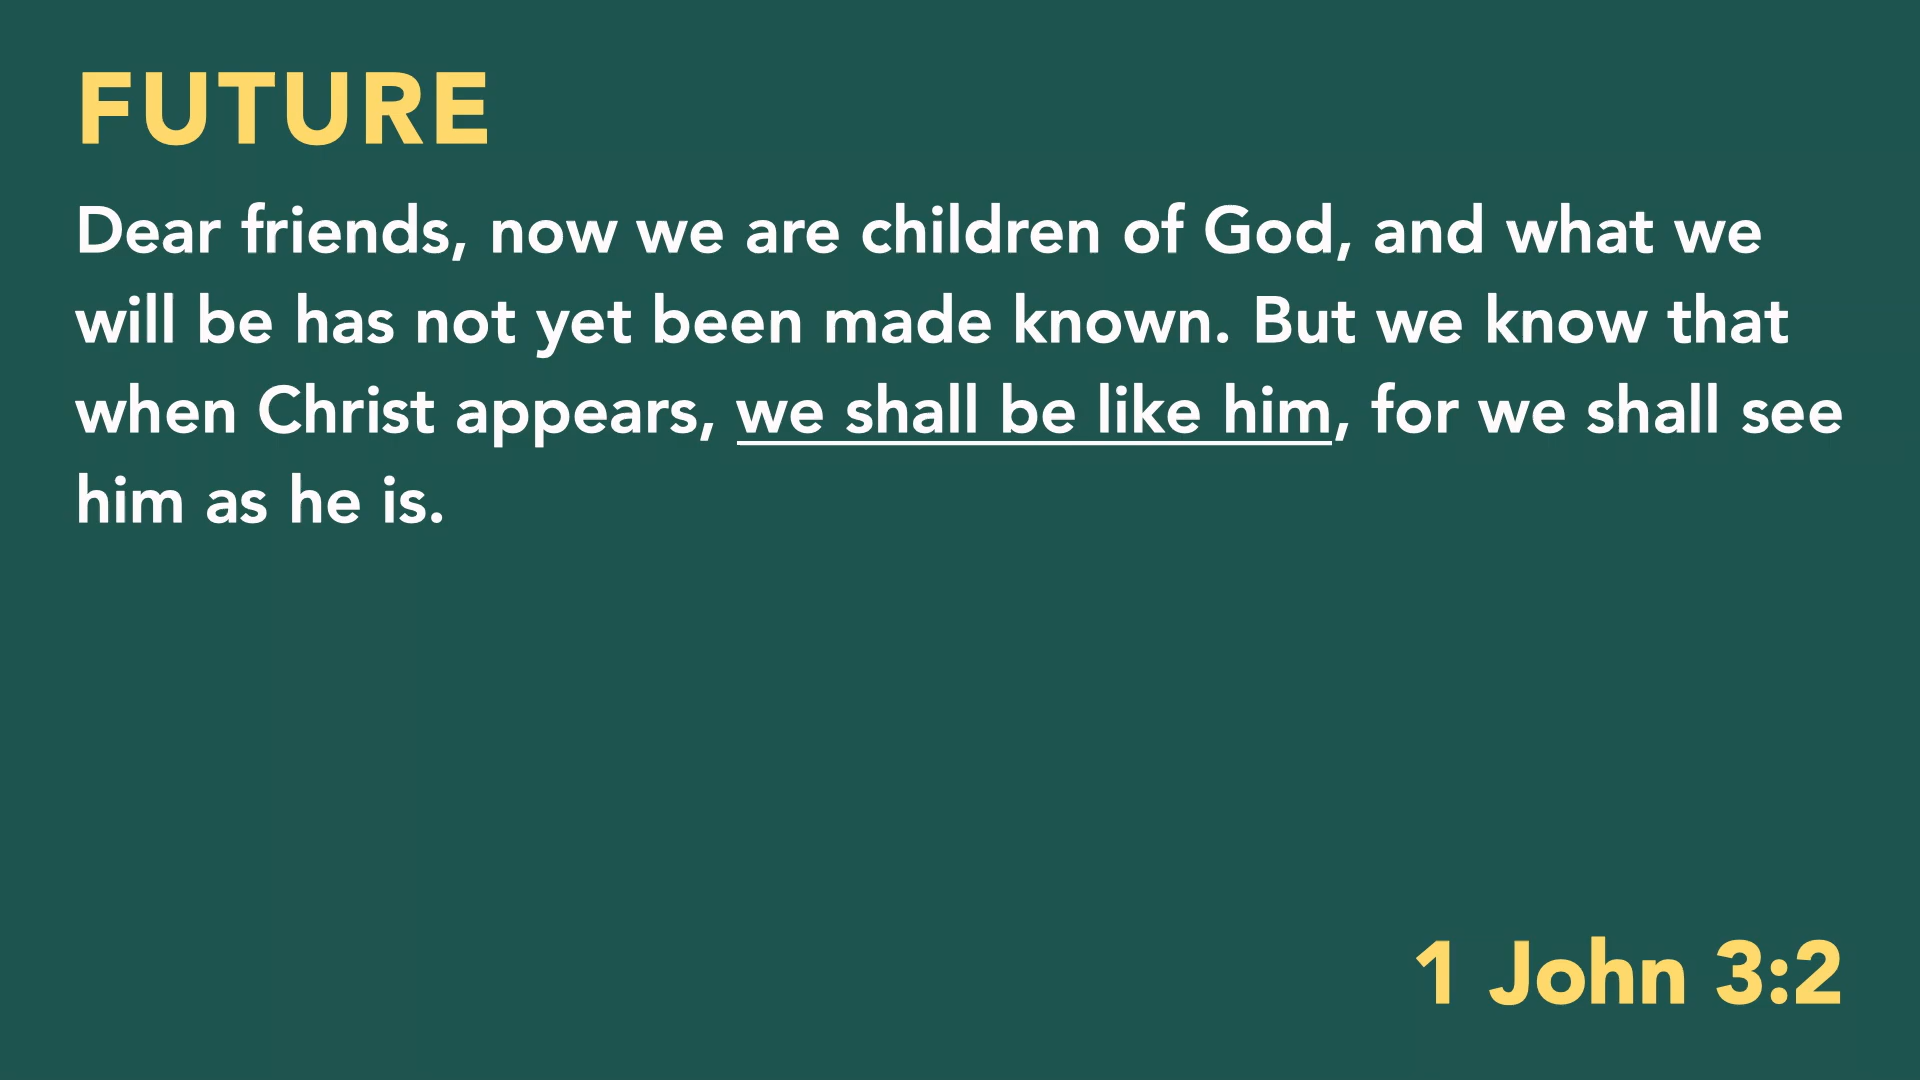 FUTURE
Dear friends, now we are children of God, and what we
will be has not yet been made known. But we know that
when Christ appears, we shall be like him, for we shall see
him as he is.
1 John 3:2